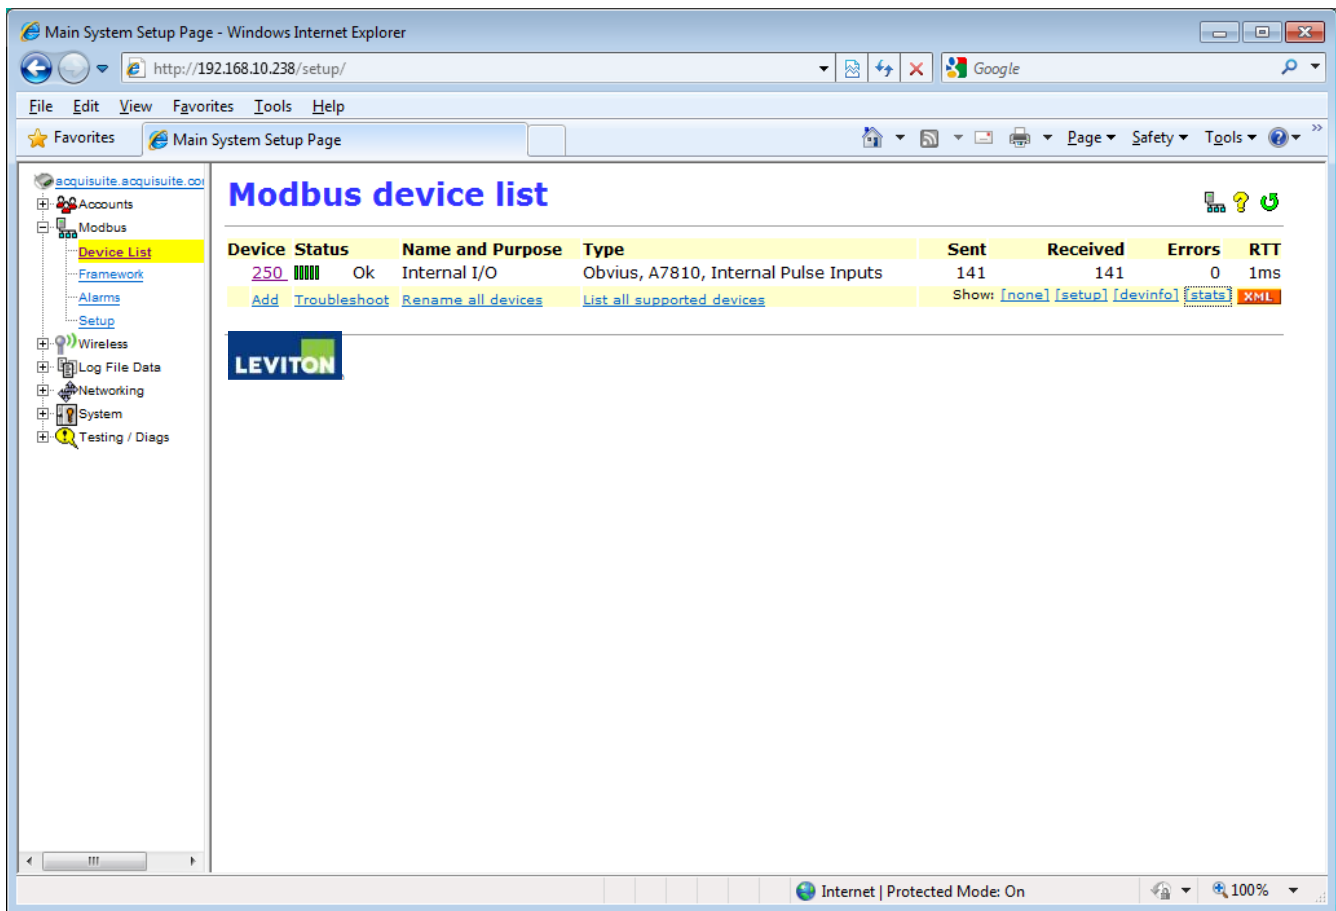 Main System Setup Page - Windows Internet Explorer
http://192.168.10.238/setup/
Google
File Edit View Favorites Tools Help
Favorites Main System Setup Page Page Safety Tools
acquisuite.acquisuite.co
Accounts
Modbus
Device List
Framework
Alarms
Setup
Wireless
Log File Data
Networking
System
Testing / Diags
Modbus device list
Device Status Name and Purpose Type Sent Received Errors RTT
250 Ok Internal I/O Obvius, A7810, Internal Pulse Inputs 141 141 0 1ms
Add Troubleshoot Rename all devices List all supported devices Show: [none] [setup] [devinfo] [stats] XML
LEVITON
Internet | Protected Mode: On 100%